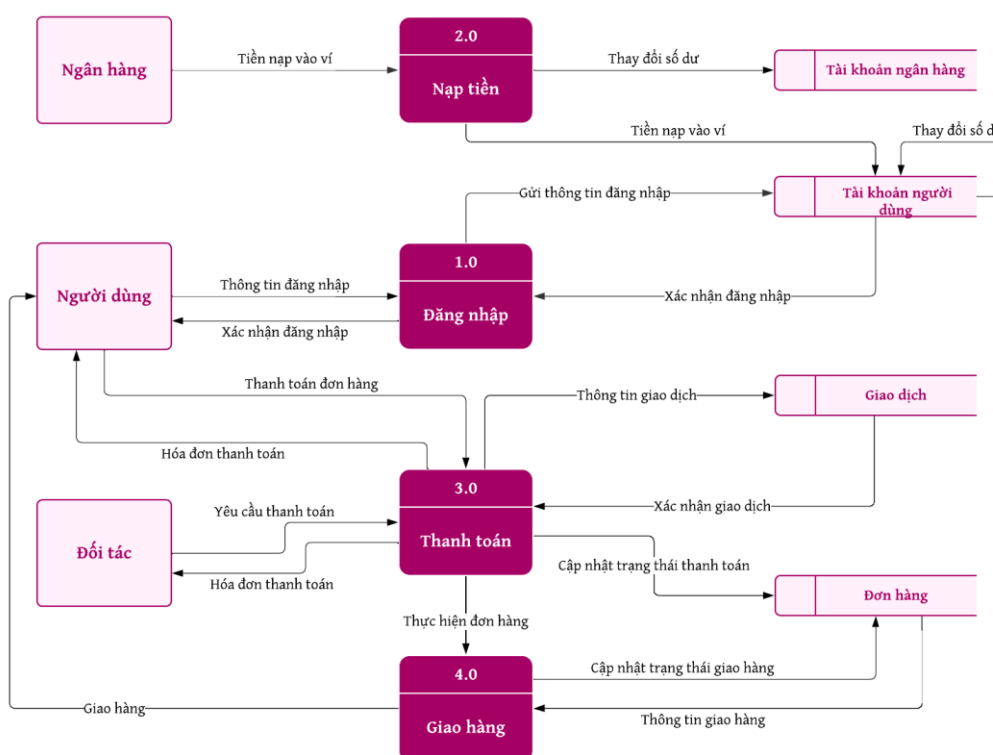 2.0
Ngân hàng
Tiền nạp vào ví
Nạp tiền
Thay đổi số dư
Tài khoản ngân hàng
Tiền nạp vào ví
Thay đổi số d
Gửi thông tin đăng nhập
Tài khoản người
dùng
1.0
Người dùng
Thông tin đăng nhập
Xác nhận đăng nhập
Đăng nhập
Xác nhận đăng nhập
Thanh toán đơn hàng
Thông tin giao dịch
Giao dịch
Hóa đơn thanh toán
3.0
Yêu cầu thanh toán
Xác nhận giao dịch
Đối tác
Thanh toán
Hóa đơn thanh toán
Cập nhật trạng thái thanh toán
Đơn hàng
Thực hiện đơn hàng
4.0
Cập nhật trạng thái giao hàng
Giao hàng
Giao hàng
Thông tin giao hàng